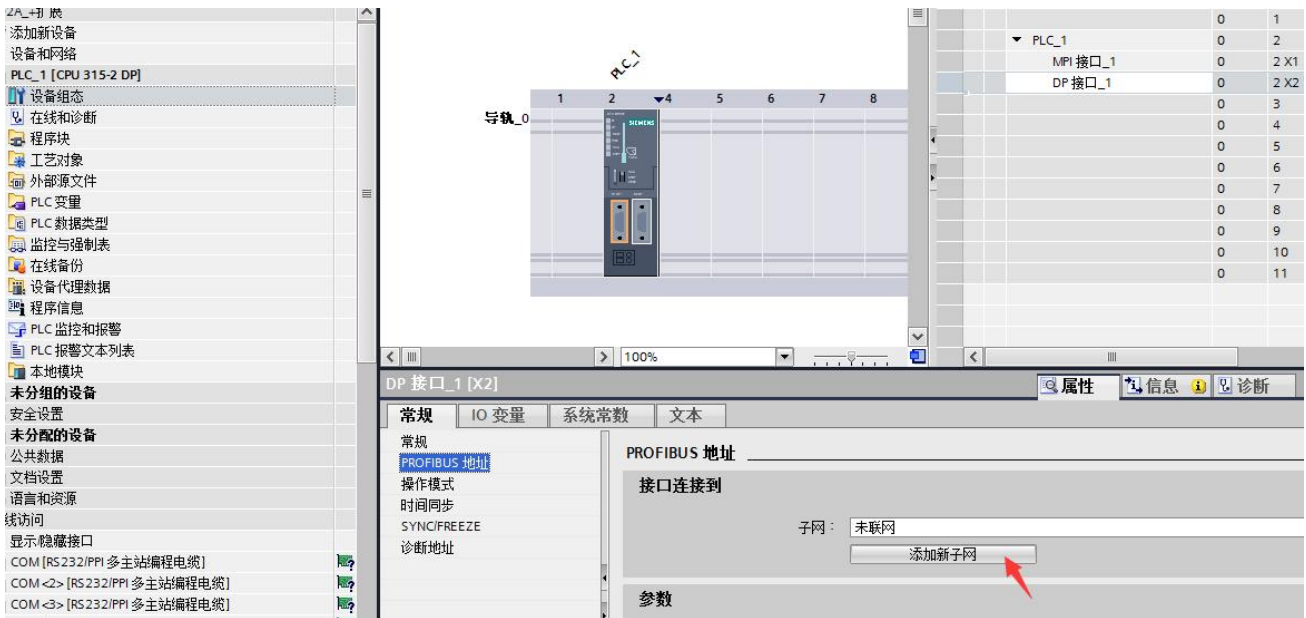 添加新设备
设备和网络
PLC_1 [CPU 315-2 DP]
设备组态
在线和诊断
程序块
工艺对象
外部源文件
PLC 变量
PLC 数据类型
监控与强制表
在线备份
设备代理数据
程序信息
PLC 监控和报警
PLC 报警文本列表
本地模块
未分组的设备
安全设置
未分配的设备
公共数据
文档设置
语言和资源
线访问
显示/隐藏接口
COM [RS232/PPI 多主站编程电缆]
COM <2> [RS232/PPI 多主站编程电缆]
COM <3> [RS232/PPI 多主站编程电缆]
PLC_1
1 2 4 5 6 7 8
导轨_0
SIEMENS
100%
0 1
PLC_1 0 2
MPI 接口_1 0 2 X1
DP 接口_1 0 2 X2
0 3
0 4
0 5
0 6
0 7
0 8
0 9
0 10
0 11
DP 接口_1 [X2]
属性 信息 诊断
常规 IO 变量 系统常数 文本
常规
PROFIBUS 地址
操作模式
时间同步
SYNC/FREEZE
诊断地址
PROFIBUS 地址
接口连接到
子网：
未联网
添加新子网
参数